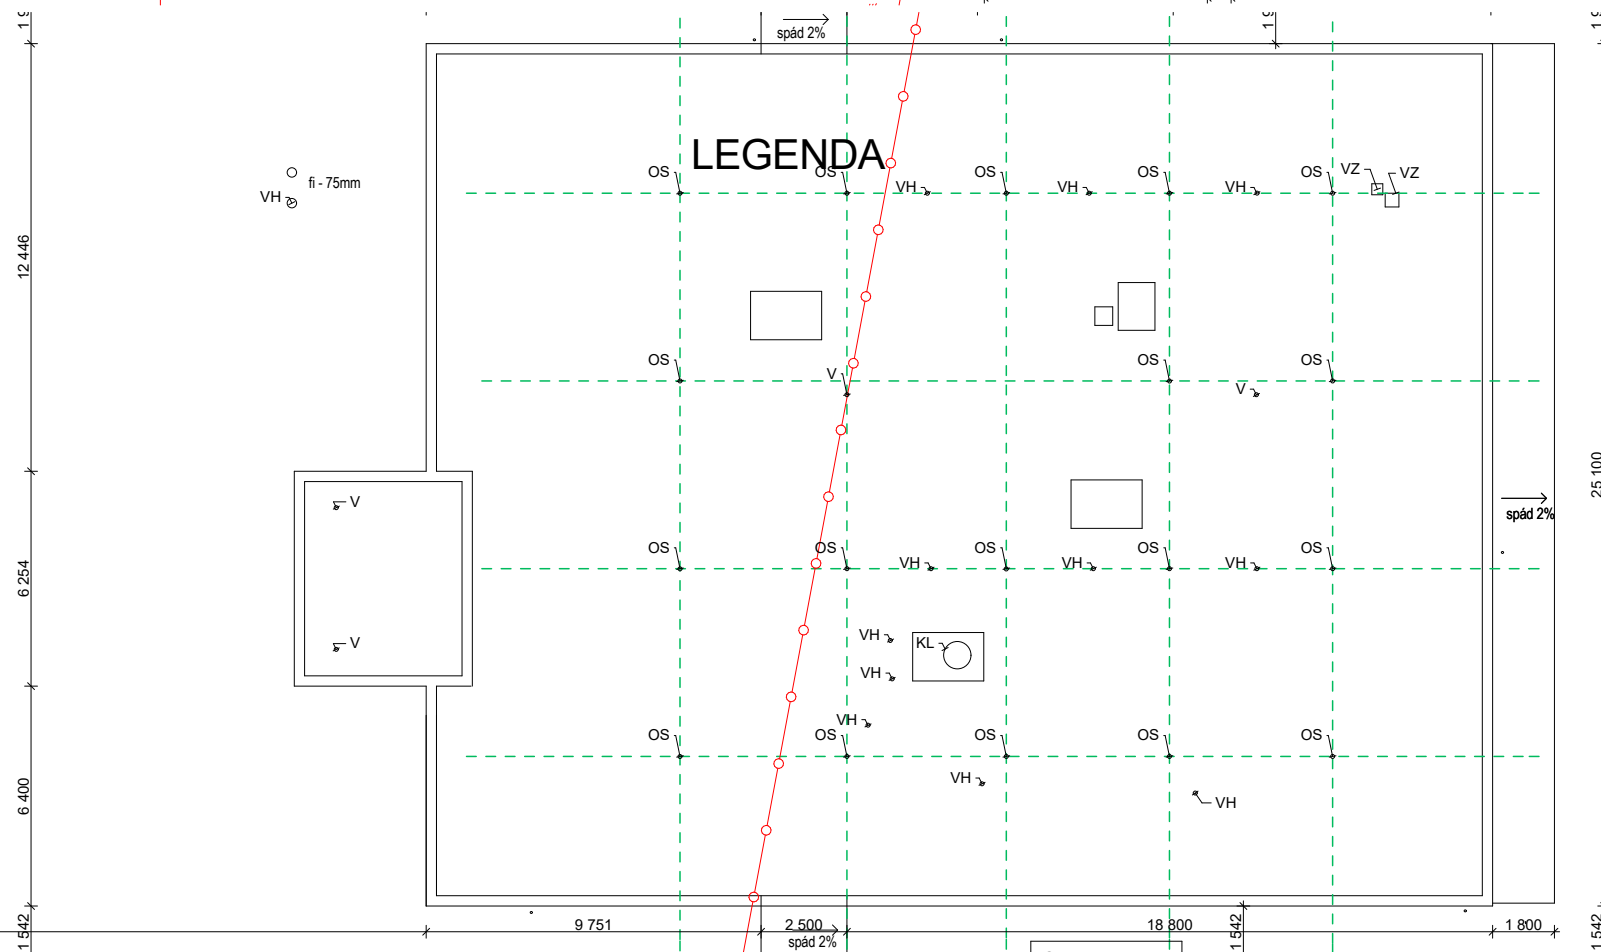 spád 2%
LEGENDA
OS OS OS OS OS
VH VH VH
VZ VZ
fi - 75mm
VH
12 446
OS OS OS
V V
V
25 100
spád 2%
OS OS OS OS OS
VH VH VH
6 254
VH KL
V
VH
VH
OS OS OS OS OS
VH
6 400
VH
9 751 2 500 18 800 1 800
1 542 1 542 1 542
spád 2%